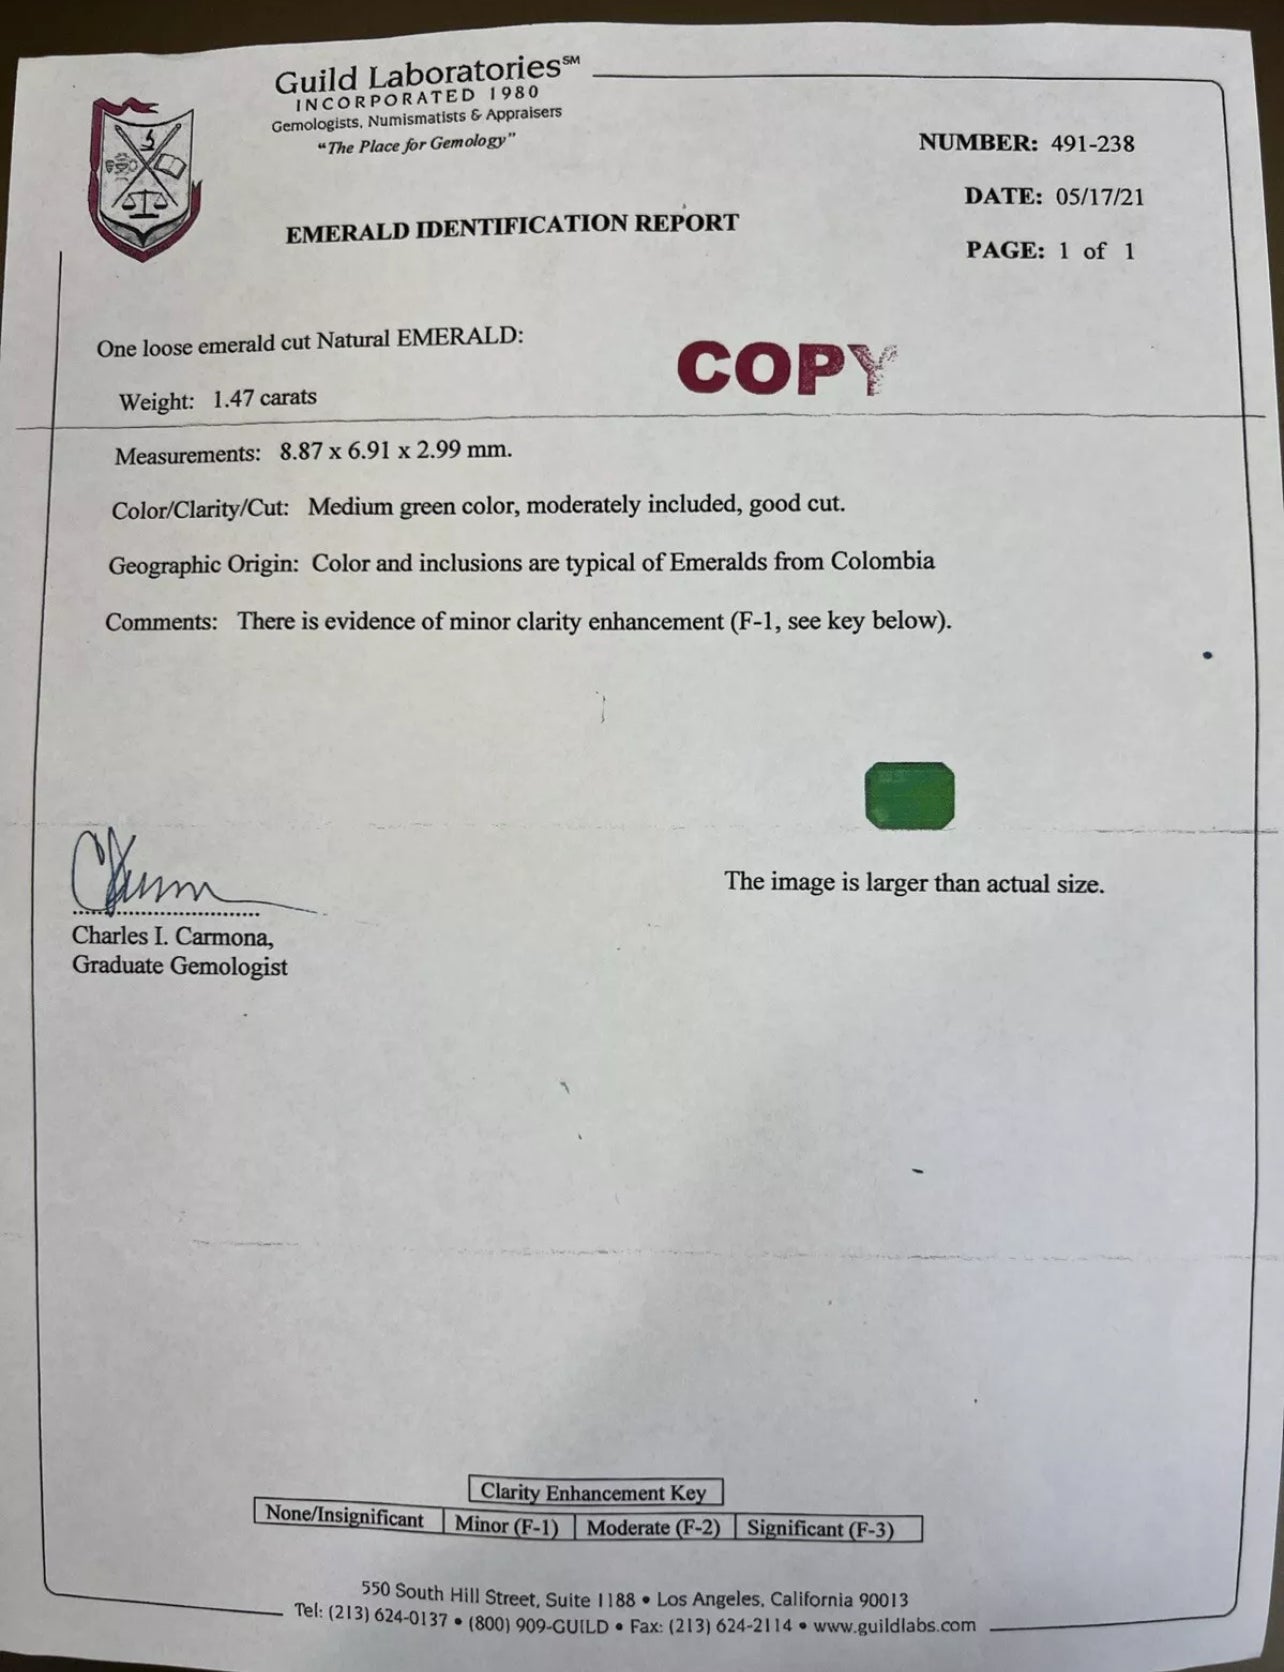 Guild Laboratories℠
INCORPORATED 1980
Gemologists, Numismatists & Appraisers
"The Place for Gemology"
NUMBER: 491-238
DATE: 05/17/21
PAGE: 1 of 1
EMERALD IDENTIFICATION REPORT
One loose emerald cut Natural EMERALD:
COPY
Weight: 1.47 carats
Measurements: 8.87 x 6.91 x 2.99 mm.
Color/Clarity/Cut: Medium green color, moderately included, good cut.
Geographic Origin: Color and inclusions are typical of Emeralds from Colombia
Comments: There is evidence of minor clarity enhancement (F-1, see key below).
The image is larger than actual size.
Charles I. Carmona,
Graduate Gemologist
Clarity Enhancement Key
None/Insignificant Minor (F-1) Moderate (F-2) Significant (F-3)
550 South Hill Street, Suite 1188 • Los Angeles, California 90013
Tel: (213) 624-0137 • (800) 909-GUILD • Fax: (213) 624-2114 • www.guildlabs.com